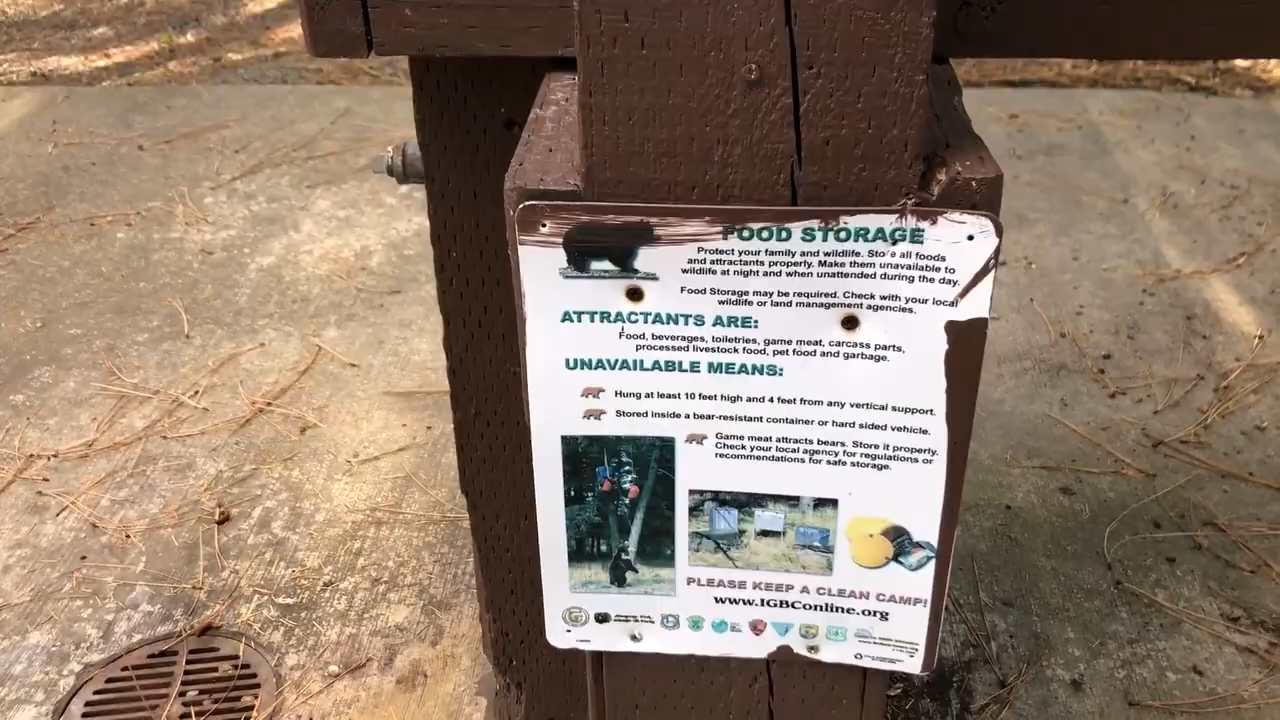 FOOD STORAGE
Protect your family and wildlife. Store all foods
and attractants properly. Make them unavailable to
wildlife at night and when unattended during the day.
Food Storage may be required. Check with your local
wildlife or land management agencies.
ATTRACTANTS ARE:
Food, beverages, toiletries, game meat, carcass parts,
processed livestock food, pet food and garbage.
UNAVAILABLE MEANS:
Hung at least 10 feet high and 4 feet from any vertical support.
Stored inside a bear-resistant container or hard sided vehicle.
Game meat attracts bears. Store it properly.
Check your local agency for regulations or
recommendations for safe storage.
PLEASE KEEP A CLEAN CAMP!
www.IGBConline.org